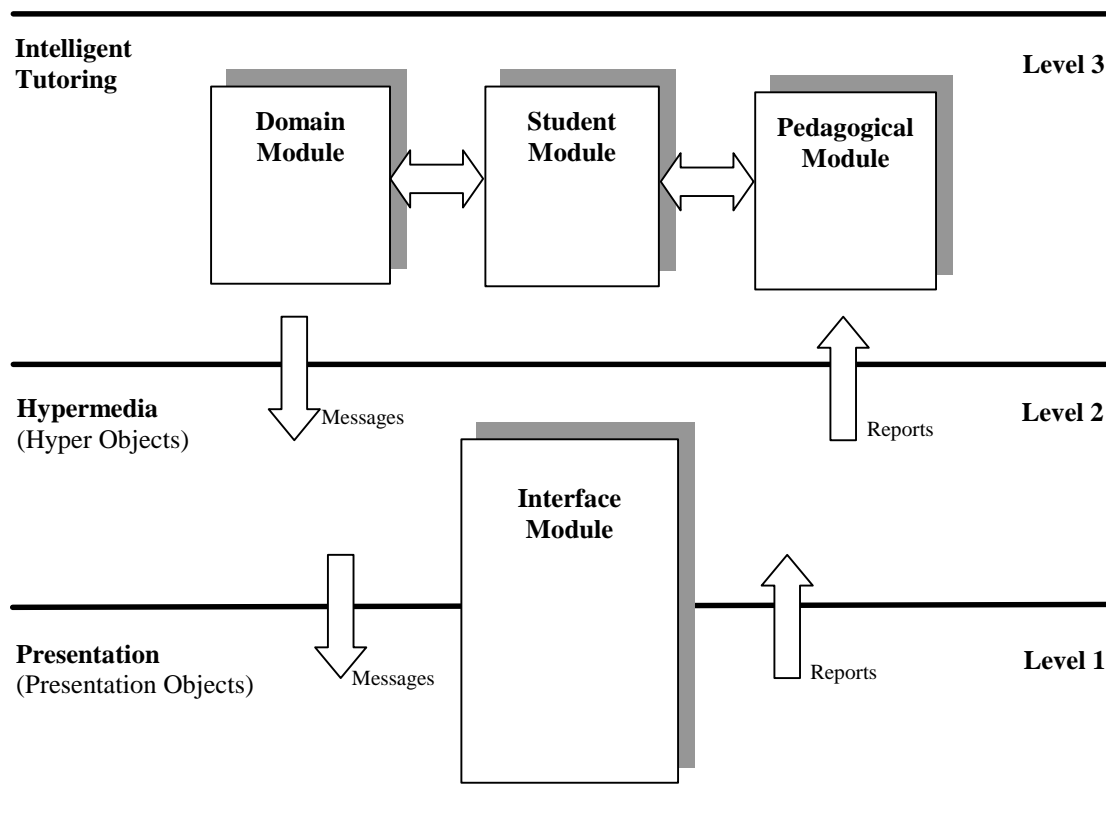 Intelligent
Tutoring
Level 3
Domain
Module
Student
Module
Pedagogical
Module
Hypermedia
(Hyper Objects)
Messages
Reports
Level 2
Interface
Module
Presentation
(Presentation Objects)
Messages
Reports
Level 1